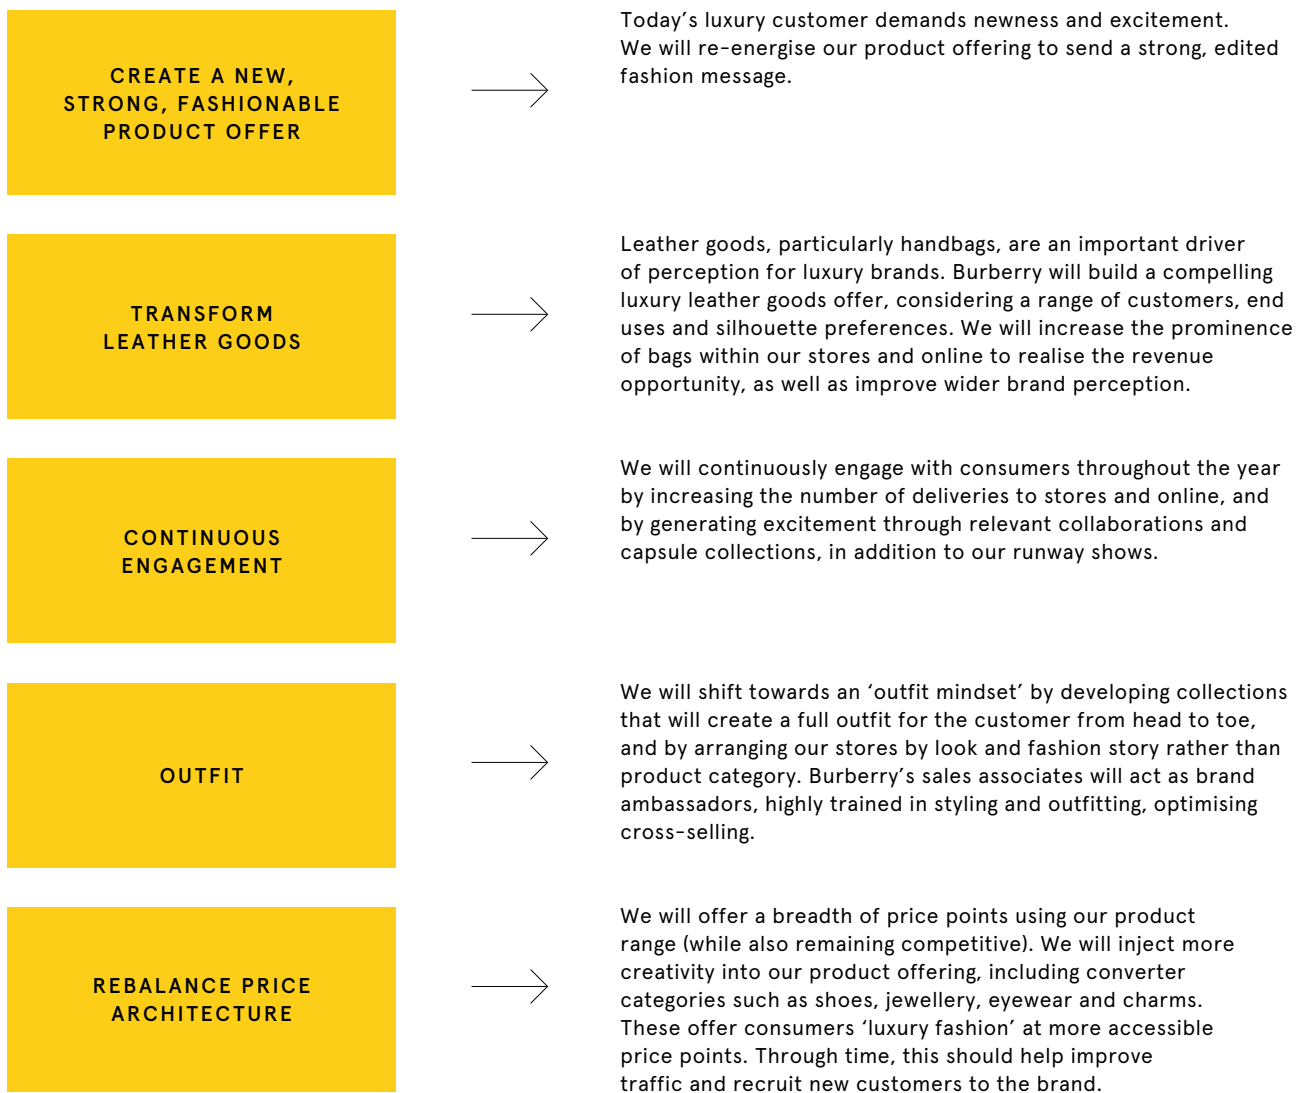 CREATE A NEW,
STRONG, FASHIONABLE
PRODUCT OFFER
Today’s luxury customer demands newness and excitement.
We will re-energise our product offering to send a strong, edited
fashion message.
TRANSFORM
LEATHER GOODS
Leather goods, particularly handbags, are an important driver
of perception for luxury brands. Burberry will build a compelling
luxury leather goods offer, considering a range of customers, end
uses and silhouette preferences. We will increase the prominence
of bags within our stores and online to realise the revenue
opportunity, as well as improve wider brand perception.
CONTINUOUS
ENGAGEMENT
We will continuously engage with consumers throughout the year
by increasing the number of deliveries to stores and online, and
by generating excitement through relevant collaborations and
capsule collections, in addition to our runway shows.
OUTFIT
We will shift towards an ‘outfit mindset’ by developing collections
that will create a full outfit for the customer from head to toe,
and by arranging our stores by look and fashion story rather than
product category. Burberry’s sales associates will act as brand
ambassadors, highly trained in styling and outfitting, optimising
cross-selling.
REBALANCE PRICE
ARCHITECTURE
We will offer a breadth of price points using our product
range (while also remaining competitive). We will inject more
creativity into our product offering, including converter
categories such as shoes, jewellery, eyewear and charms.
These offer consumers ‘luxury fashion’ at more accessible
price points. Through time, this should help improve
traffic and recruit new customers to the brand.